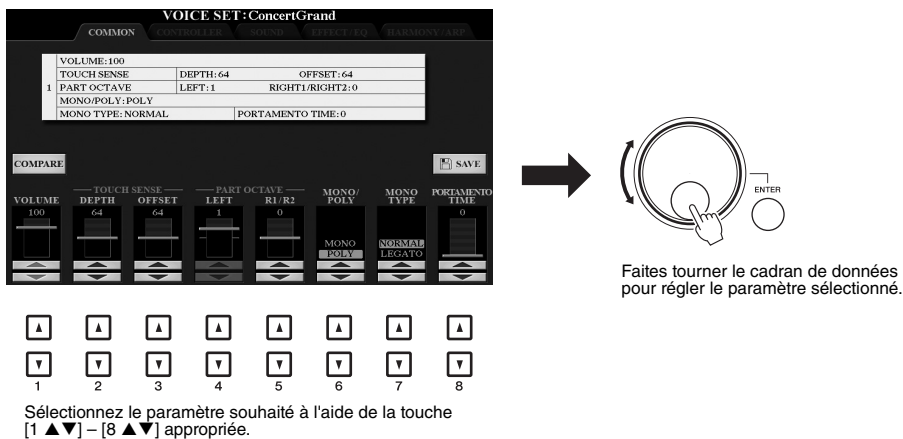 VOICE SET:ConcertGrand
COMMON CONTROLLER SOUND EFFECT/EQ HARMONY/ARP
VOLUME:100
TOUCH SENSE DEPTH:64 OFFSET:64
1 PART OCTAVE LEFT:1 RIGHT1/RIGHT2:0
MONO/POLY:POLY
MONO TYPE:NORMAL PORTAMENTO TIME:0
COMPARE SAVE
TOUCH SENSE PART OCTAVE
VOLUME DEPTH OFFSET LEFT R1/R2 MONO/POLY MONO TYPE PORTAMENTO TIME
100 64 64 1 0 0
MONO NORMAL
POLY LEGATO
ENTER
Faites tourner le cadran de données
pour régler le paramètre sélectionné.
1 2 3 4 5 6 7 8
Sélectionnez le paramètre souhaité à l'aide de la touche
[1 ▲▼] – [8 ▲▼] appropriée.